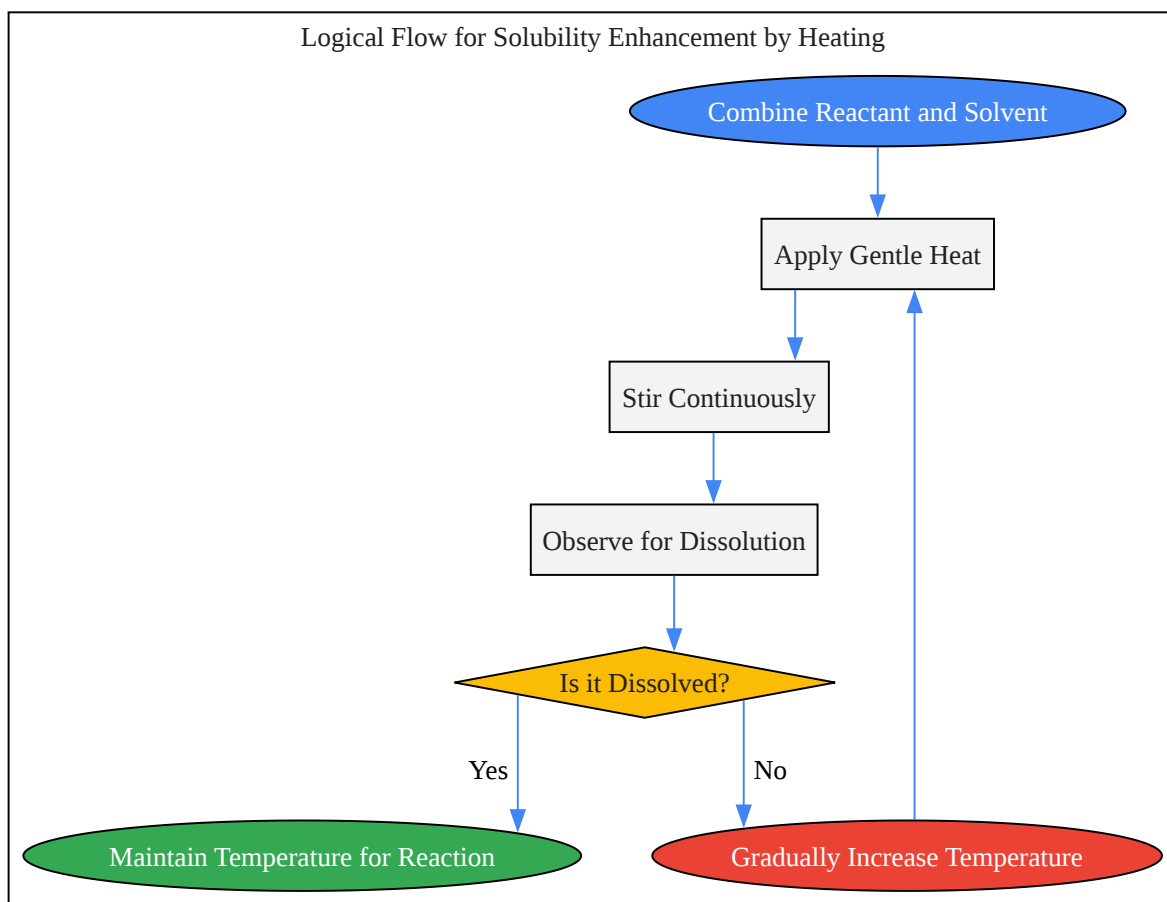 Logical Flow for Solubility Enhancement by Heating
Combine Reactant and Solvent
Apply Gentle Heat
Stir Continuously
Observe for Dissolution
Is it Dissolved?
Yes
No
Maintain Temperature for Reaction
Gradually Increase Temperature